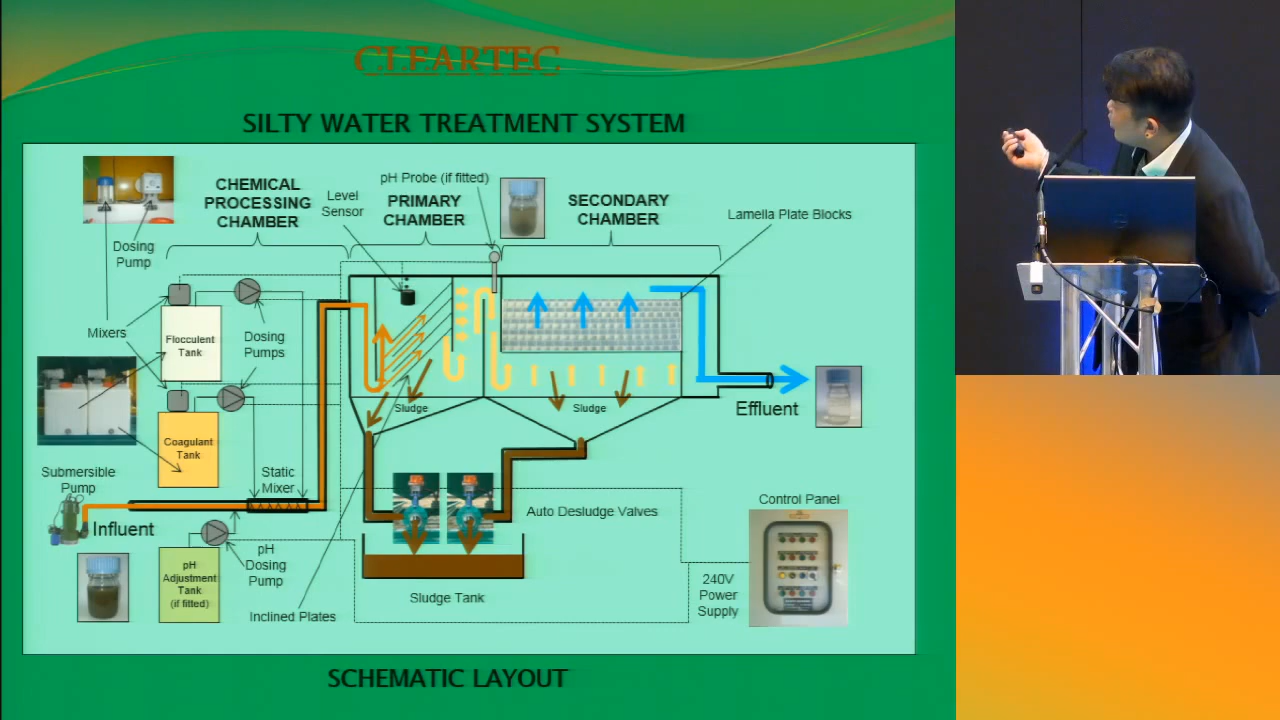 CLEARTEC
SILTY WATER TREATMENT SYSTEM
CHEMICAL
PROCESSING
CHAMBER
Level
Sensor
pH Probe (if fitted)
PRIMARY
CHAMBER
SECONDARY
CHAMBER
Lamella Plate Blocks
Dosing
Pump
Mixers
Flocculent
Tank
Dosing
Pumps
Sludge
Sludge
Effluent
Coagulant
Tank
Submersible
Pump
Static
Mixer
Influent
Auto Desludge Valves
Control Panel
pH
Adjustment
Tank
(if fitted)
pH
Dosing
Pump
Inclined Plates
Sludge Tank
240V
Power
Supply
SCHEMATIC LAYOUT